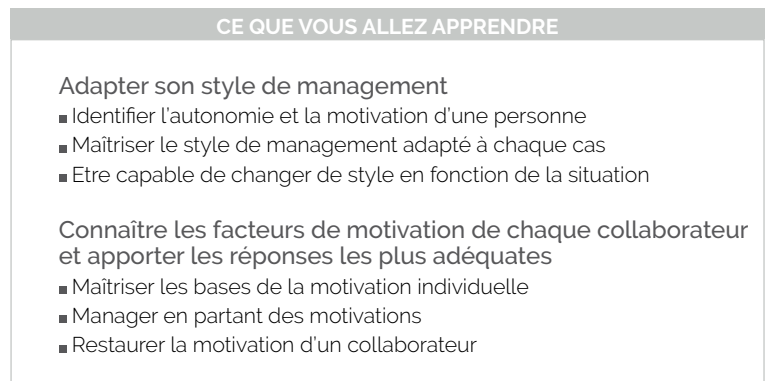 CE QUE VOUS ALLEZ APPRENDRE
Adapter son style de management
▪ Identifier l'autonomie et la motivation d'une personne
▪ Maîtriser le style de management adapté à chaque cas
▪ Etre capable de changer de style en fonction de la situation
Connaître les facteurs de motivation de chaque collaborateur
et apporter les réponses les plus adéquates
▪ Maîtriser les bases de la motivation individuelle
▪ Manager en partant des motivations
▪ Restaurer la motivation d'un collaborateur